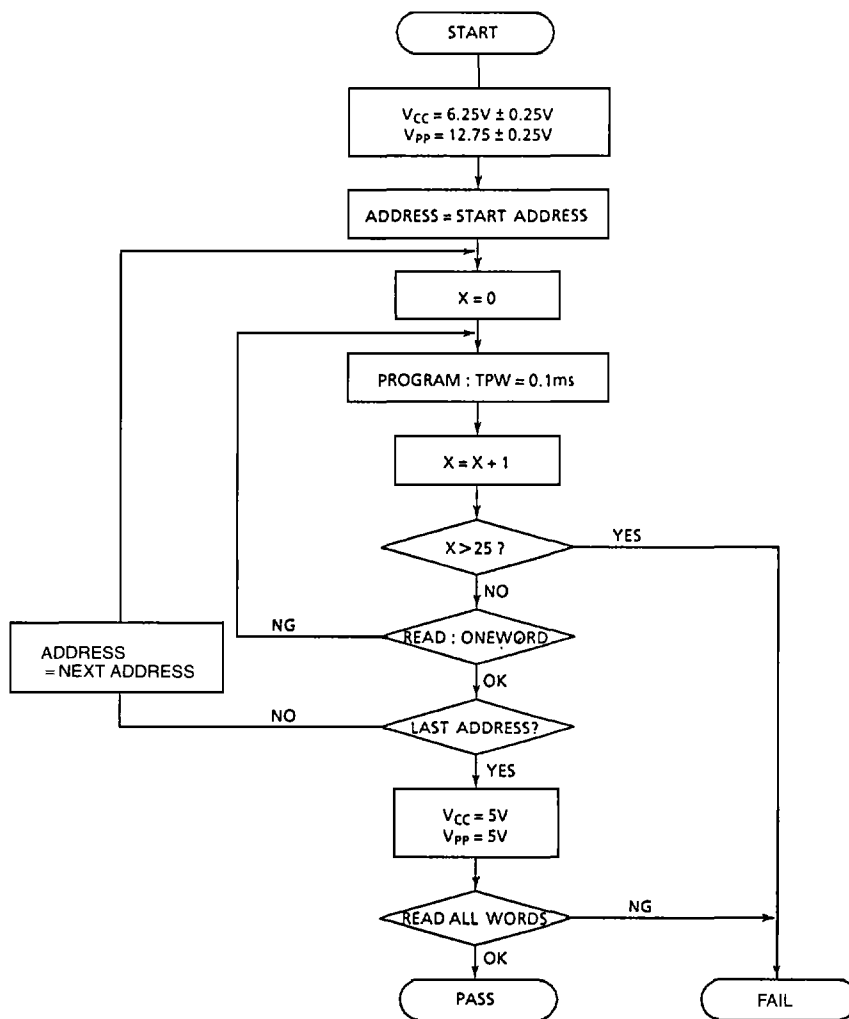 START
VCC = 6.25V ± 0.25V
VPP = 12.75 ± 0.25V
ADDRESS = START ADDRESS
X = 0
PROGRAM : TPW = 0.1ms
X = X + 1
X > 25 ?
YES
NO
READ : ONEWORD
NG
OK
ADDRESS
= NEXT ADDRESS
LAST ADDRESS?
NO
YES
VCC = 5V
VPP = 5V
READ ALL WORDS
NG
OK
PASS
FAIL